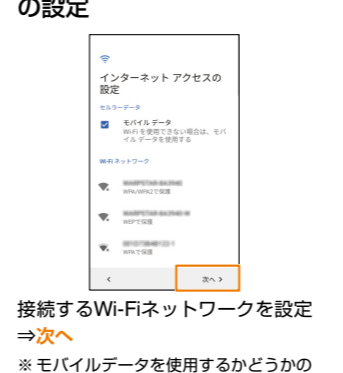 の設定
インターネット アクセスの
設定
セルラーデータ
モバイル データ
Wi-Fi を使用できない場合は、モバ
イル データを使用する
Wi-Fi ネットワーク
WPA/WPA2で保護
WEPで保護
WPAで保護
次へ
接続するWi-Fiネットワークを設定
⇒次へ
※ モバイルデータを使用するかどうかの